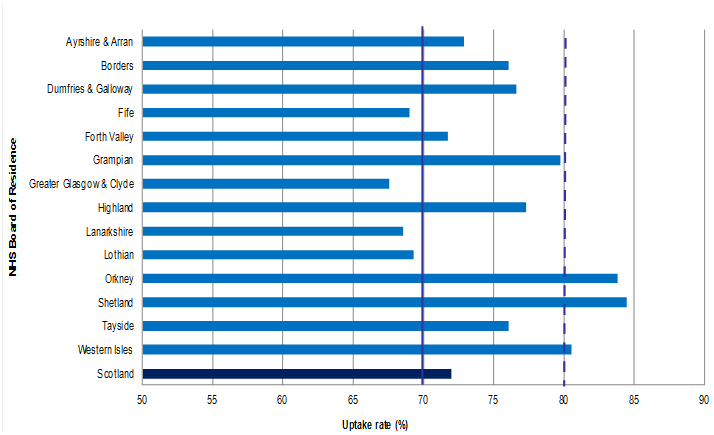 NHS Board of Residence
Ayrshire & Arran
Borders
Dumfries & Galloway
Fife
Forth Valley
Grampian
Greater Glasgow & Clyde
Highland
Lanarkshire
Lothian
Orkney
Shetland
Tayside
Western Isles
Scotland
50 55 60 65 70 75 80 85 90
Uptake rate (%)